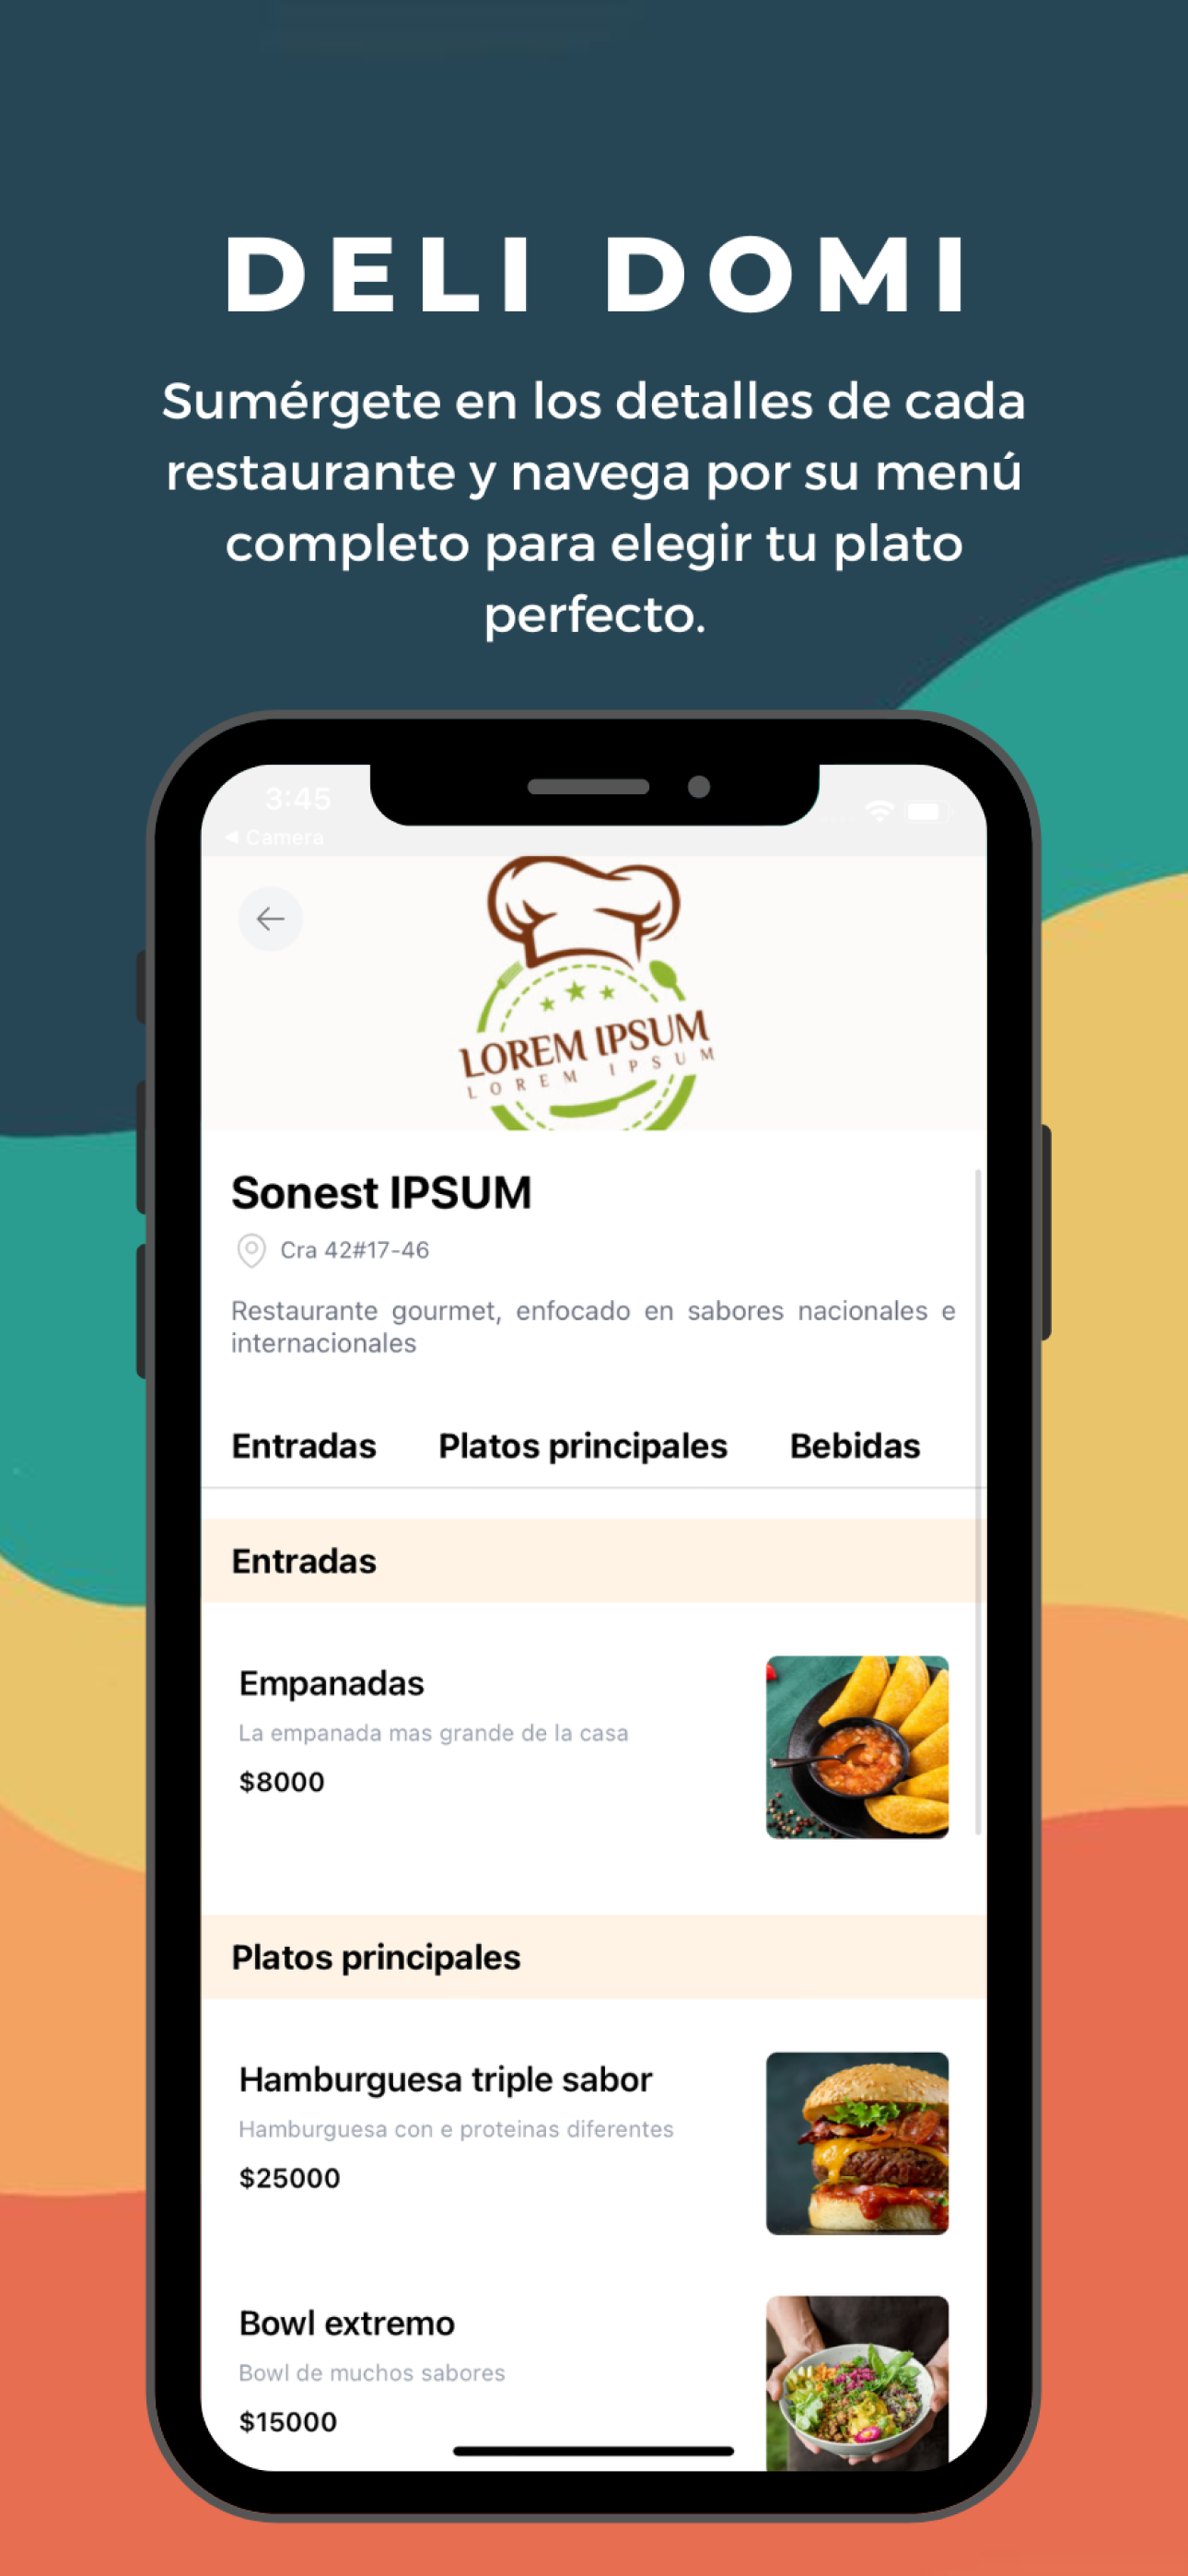 DELI DOMI
Sumérgete en los detalles de cada
restaurante y navega por su menú
completo para elegir tu plato
perfecto.
3:45
◀ Camera
LOREM IPSUM
LOREM IPSUM
Sonest IPSUM
Cra 42#17-46
Restaurante gourmet, enfocado en sabores nacionales e
internacionales
Entradas Platos principales Bebidas
Entradas
Empanadas
La empanada mas grande de la casa
$8000
Platos principales
Hamburguesa triple sabor
Hamburguesa con e proteinas diferentes
$25000
Bowl extremo
Bowl de muchos sabores
$15000